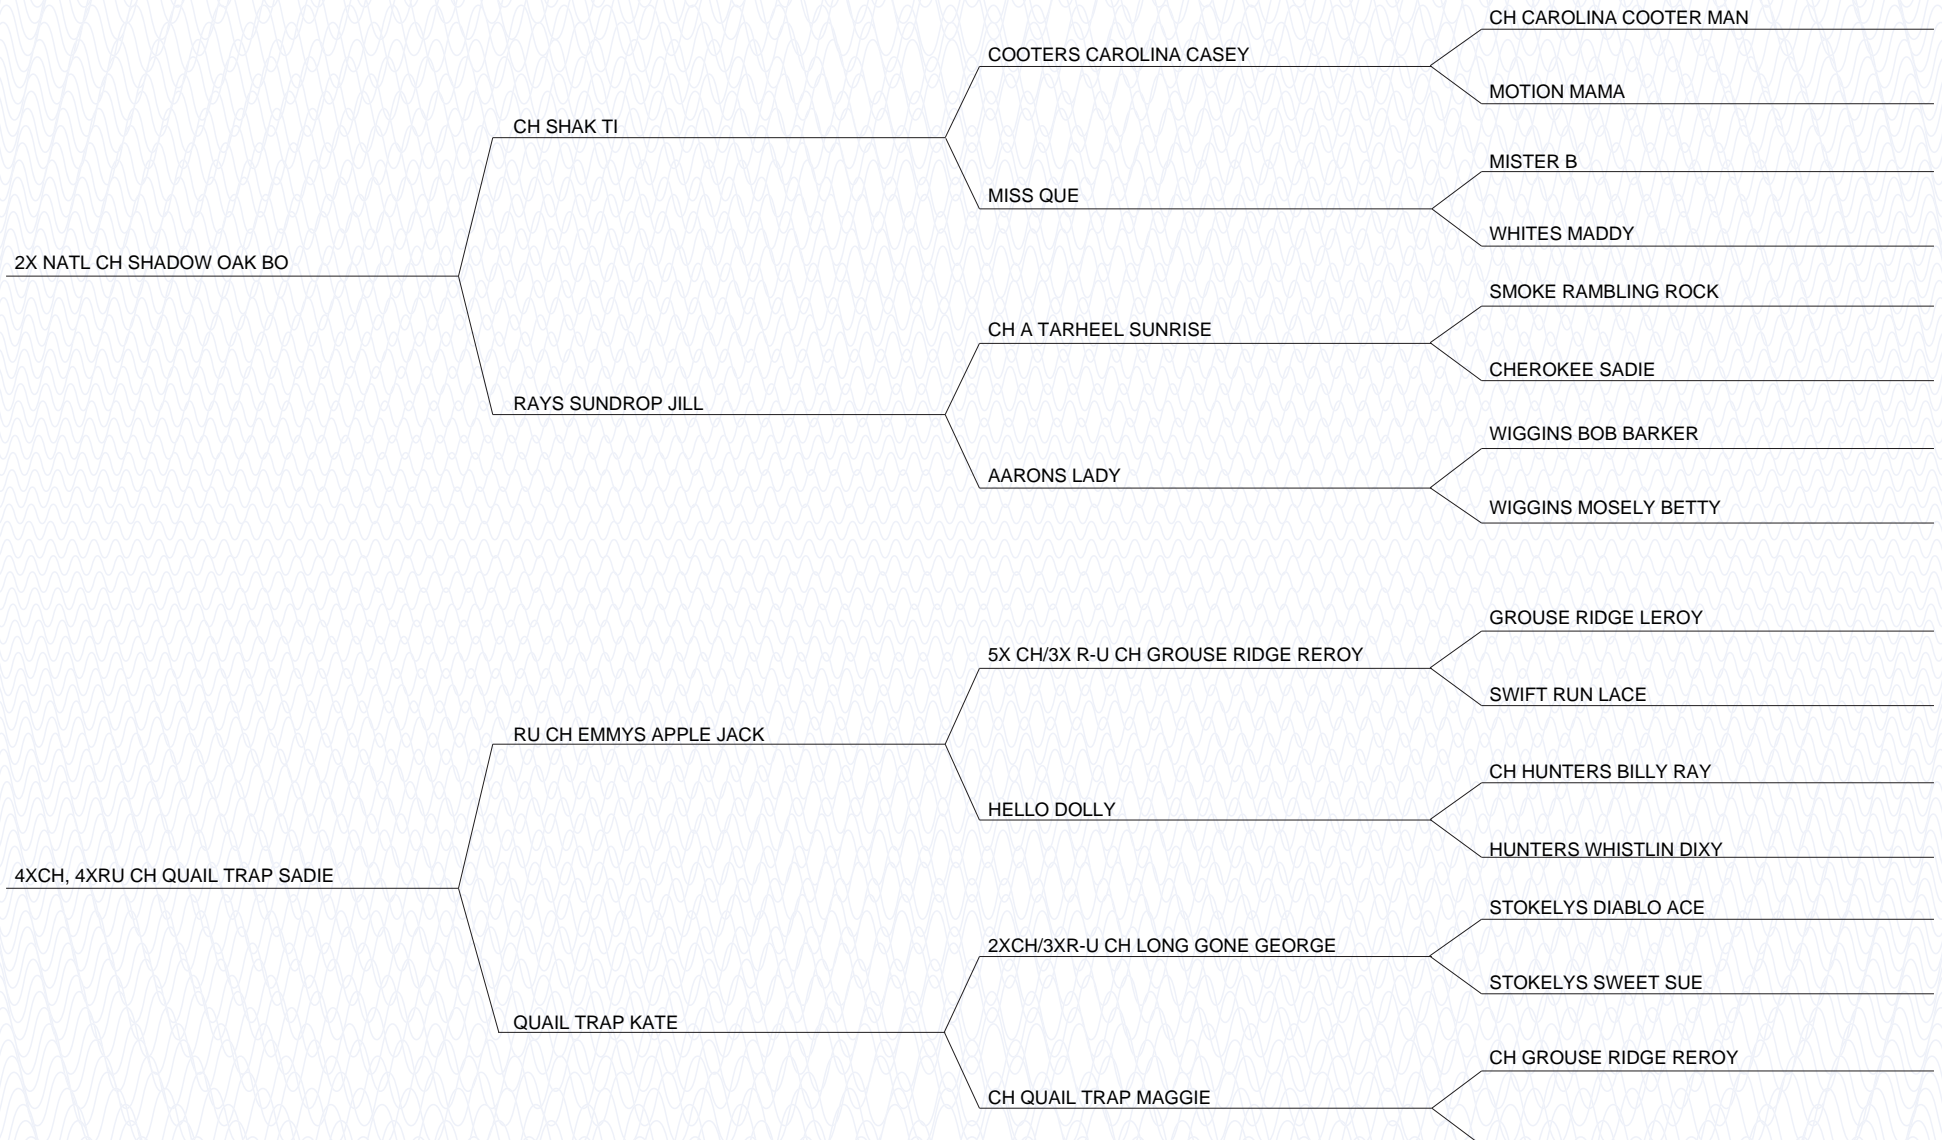 CH CAROLINA COOTER MAN
COOTERS CAROLINA CASEY
MOTION MAMA
CH SHAK TI
MISTER B
MISS QUE
WHITES MADDY
2X NATL CH SHADOW OAK BO
SMOKE RAMBLING ROCK
CH A TARHEEL SUNRISE
CHEROKEE SADIE
RAYS SUNDROP JILL
WIGGINS BOB BARKER
AARONS LADY
WIGGINS MOSELY BETTY
GROUSE RIDGE LEROY
5X CH/3X R-U CH GROUSE RIDGE REROY
SWIFT RUN LACE
RU CH EMMYS APPLE JACK
CH HUNTERS BILLY RAY
HELLO DOLLY
HUNTERS WHISTLIN DIXY
4XCH, 4XRU CH QUAIL TRAP SADIE
STOKELYS DIABLO ACE
2XCH/3XR-U CH LONG GONE GEORGE
STOKELYS SWEET SUE
QUAIL TRAP KATE
CH GROUSE RIDGE REROY
CH QUAIL TRAP MAGGIE